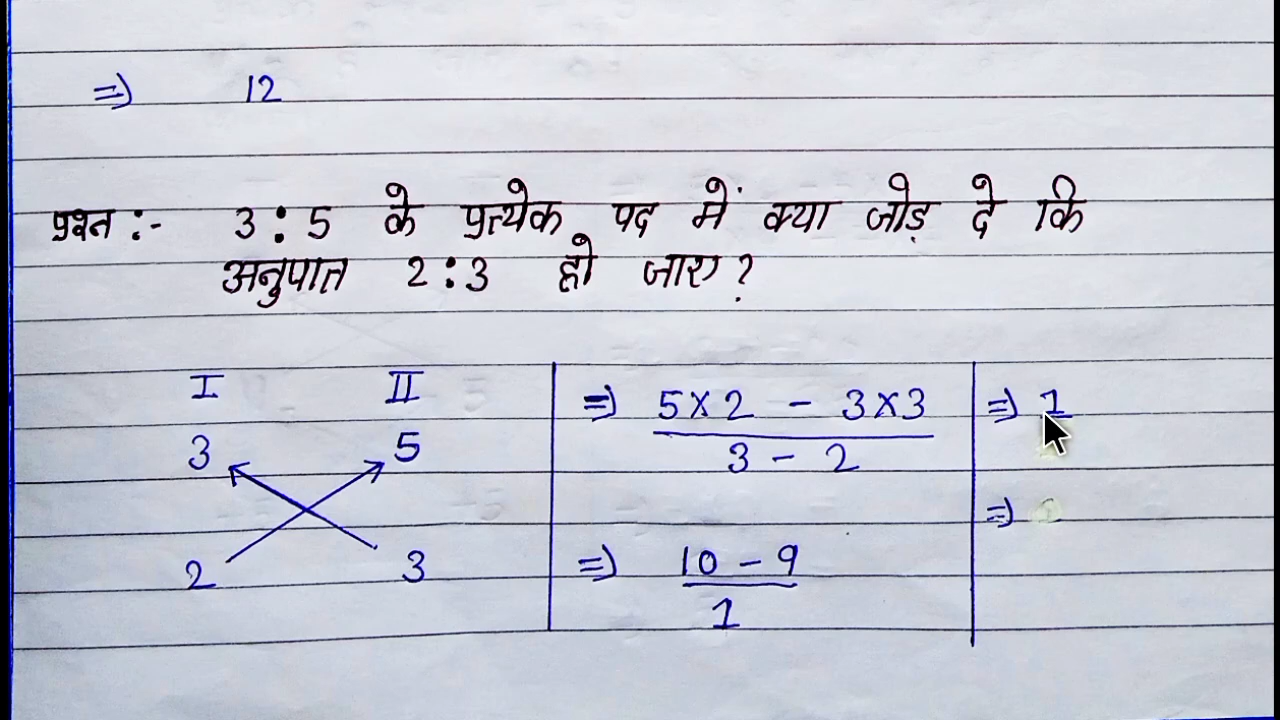 => 12
प्रश्न :- 3 : 5 के प्रत्येक पद में क्या जोड़ दे कि
अनुपात 2 : 3 हो जाए ?
I II
3 5
2 3
=> 5×2 - 3×3
3 - 2
=> 10 - 9
1
=> 1
=>